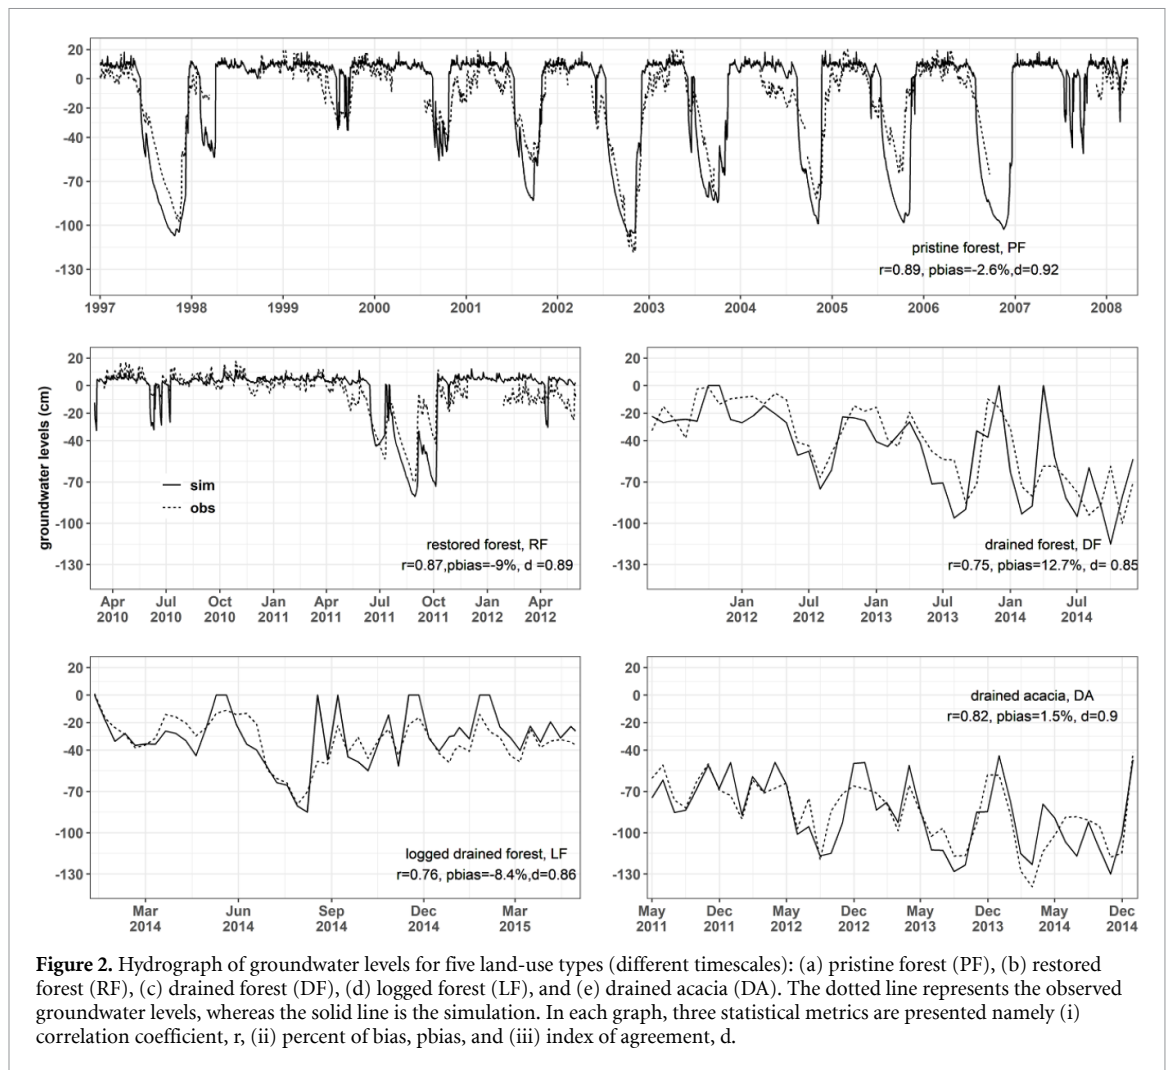 20
0
-20
-40
-70
-100
-130
pristine forest, PF
r=0.89, pbias=-2.6%,d=0.92
1997 1998 1999 2000 2001 2002 2003 2004 2005 2006 2007 2008
groundwater levels (cm)
20
0
-20
-40
-70
-100
-130
sim
obs
restored forest, RF
r=0.87,pbias=-9%, d =0.89
Apr Jul Oct Jan Apr Jul Oct Jan Apr
2010 2010 2010 2011 2011 2011 2011 2012 2012
20
0
-20
-40
-70
-100
-130
drained forest, DF
r=0.75, pbias=12.7%, d= 0.85
Jan Jul Jan Jul Jan Jul
2012 2012 2013 2013 2014 2014
20
0
-20
-40
-70
-100
-130
logged drained forest, LF
r=0.76, pbias=-8.4%,d=0.86
Mar Jun Sep Dec Mar
2014 2014 2014 2014 2015
20
0
-20
-40
-70
-100
-130
drained acacia, DA
r=0.82, pbias=1.5%, d=0.9
May Dec May Dec May Dec May Dec
2011 2011 2012 2012 2013 2013 2014 2014
Figure 2. Hydrograph of groundwater levels for five land-use types (different timescales): (a) pristine forest (PF), (b) restored
forest (RF), (c) drained forest (DF), (d) logged forest (LF), and (e) drained acacia (DA). The dotted line represents the observed
groundwater levels, whereas the solid line is the simulation. In each graph, three statistical metrics are presented namely (i)
correlation coefficient, r, (ii) percent of bias, pbias, and (iii) index of agreement, d.